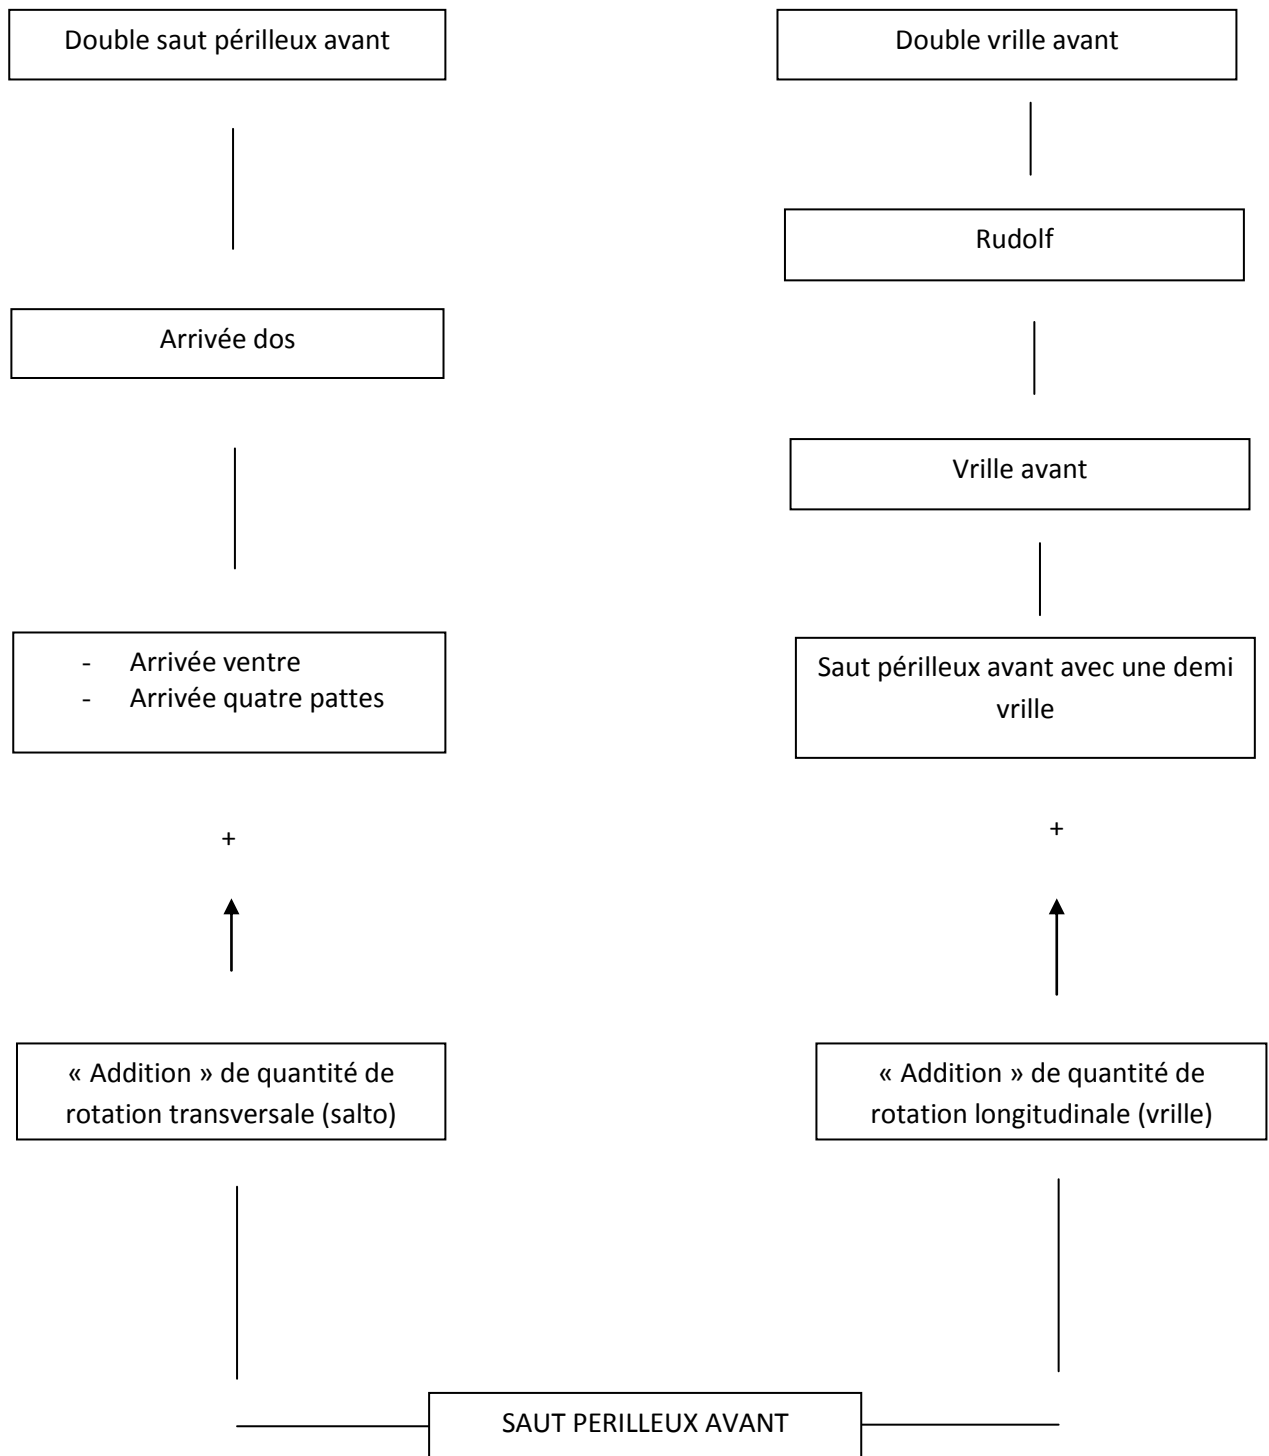 Double saut périlleux avant
Double vrille avant
Rudolf
Arrivée dos
Vrille avant
- Arrivée ventre
- Arrivée quatre pattes
Saut périlleux avant avec une demi
vrille
+
+
« Addition » de quantité de
rotation transversale (salto)
« Addition » de quantité de
rotation longitudinale (vrille)
SAUT PERILLEUX AVANT